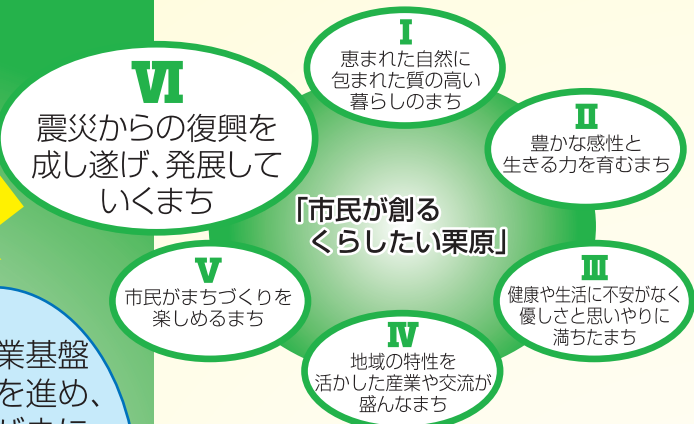 I
恵まれた自然に
包まれた質の高い
暮らしのまち
II
豊かな感性と
生きる力を育むまち
III
健康や生活に不安がなく
優しさと思いやりに
満ちたまち
IV
地域の特性を
活かした産業や交流が
盛んなまち
V
市民がまちづくりを
楽しめるまち
VI
震災からの復興を
成し遂げ、発展して
いくまち
「市民が創る
くらしたい栗原」
業基盤
を進め、